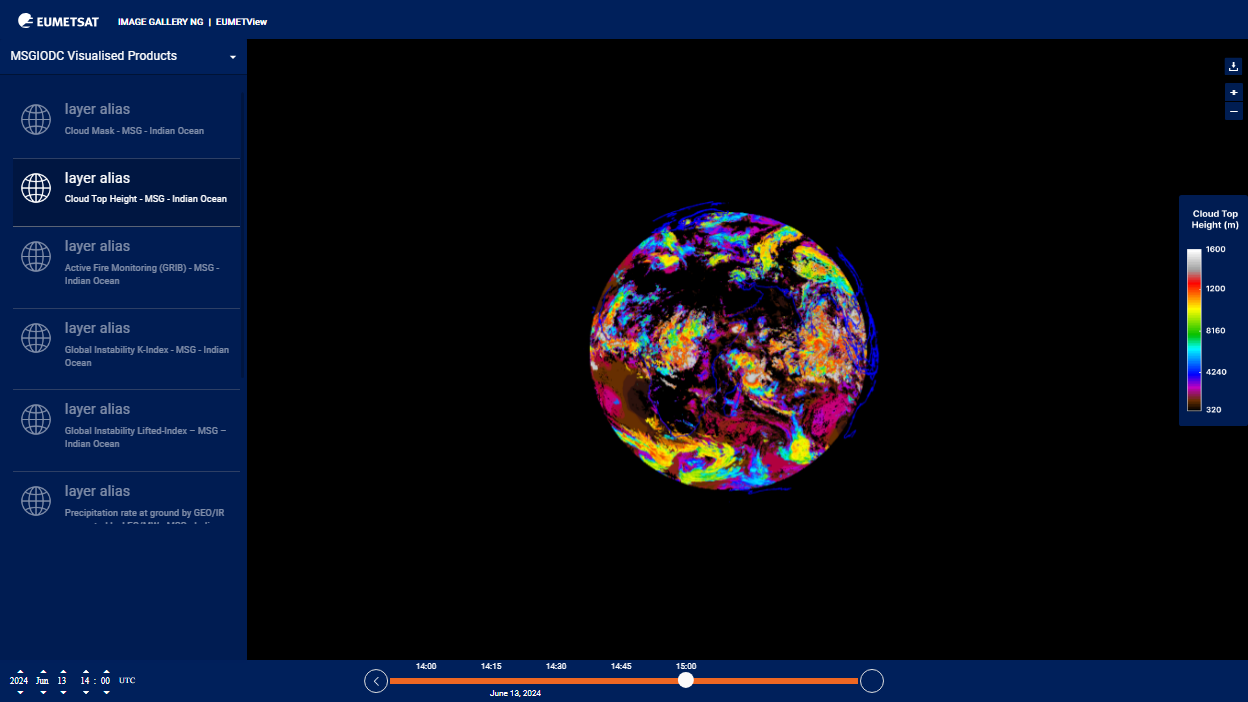 EUMETSAT IMAGE GALLERY NG | EUMETView
MSGIODC Visualised Products
layer alias
Cloud Mask - MSG - Indian Ocean
layer alias
Cloud Top Height - MSG - Indian Ocean
layer alias
Active Fire Monitoring (GRIB) - MSG -
Indian Ocean
layer alias
Global Instability K-Index - MSG - Indian
Ocean
layer alias
Global Instability Lifted-Index – MSG –
Indian Ocean
layer alias
Precipitation rate at ground by GEO/IR
Cloud Top
Height (m)
1600
1200
8160
4240
320
14:00 14:15 14:30 14:45 15:00
2024 Jun 13 14 : 00 UTC
June 13, 2024